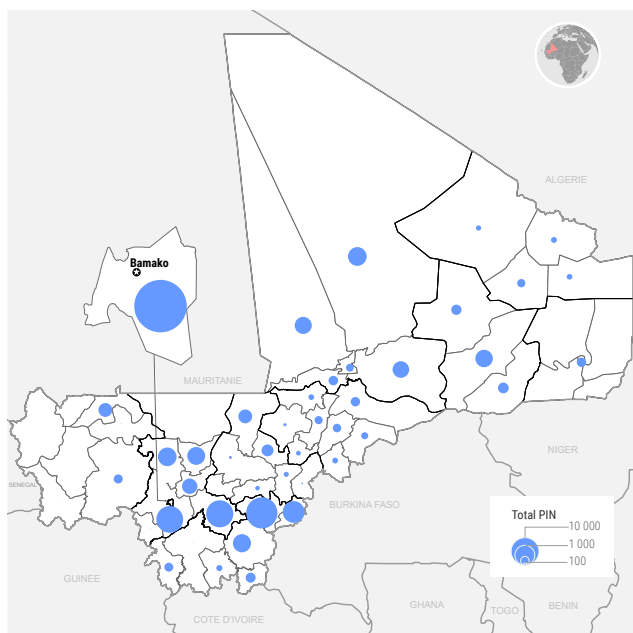 ALGERIE
Bamako
MAURITANIE
NIGER
SENEGAL
BURKINA FASO
Total PIN
10 000
1 000
100
GUINEE
GHANA
TOGO
BENIN
COTE D'IVOIRE